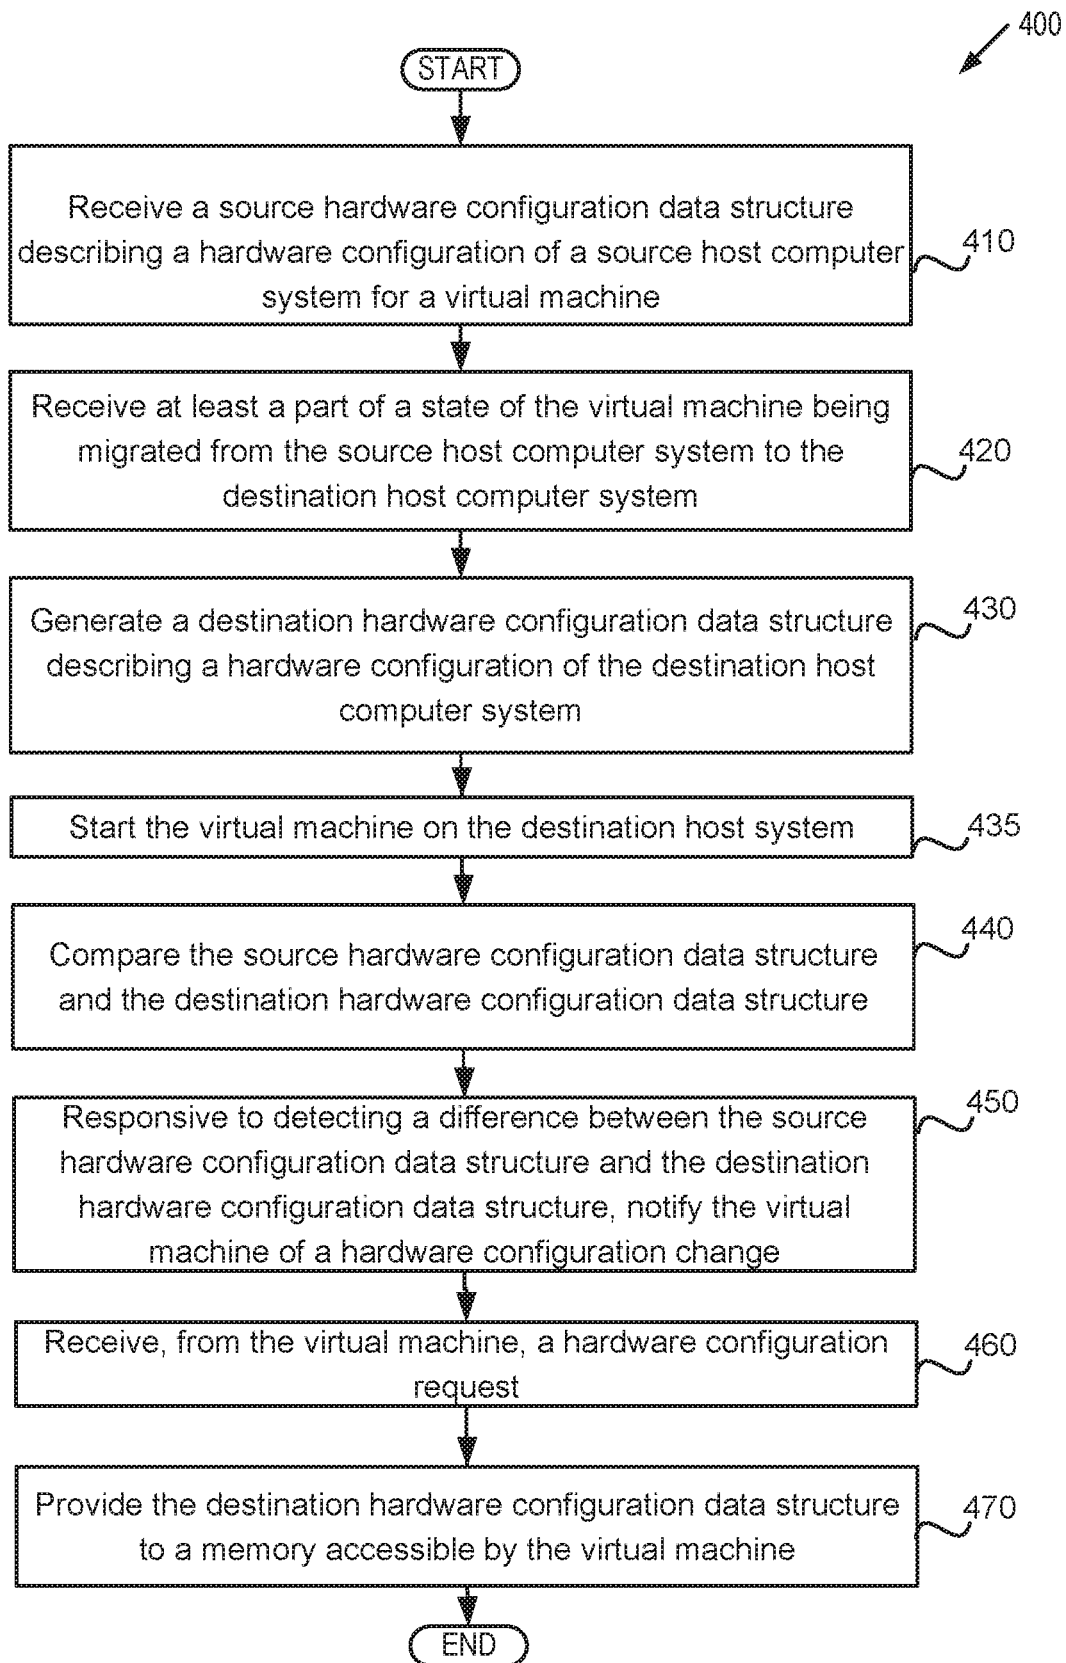 400
START
Receive a source hardware configuration data structure
describing a hardware configuration of a source host computer
system for a virtual machine
410
Receive at least a part of a state of the virtual machine being
migrated from the source host computer system to the
destination host computer system
420
Generate a destination hardware configuration data structure
describing a hardware configuration of the destination host
computer system
430
Start the virtual machine on the destination host system
435
Compare the source hardware configuration data structure
and the destination hardware configuration data structure
440
Responsive to detecting a difference between the source
hardware configuration data structure and the destination
hardware configuration data structure, notify the virtual
machine of a hardware configuration change
450
Receive, from the virtual machine, a hardware configuration
request
460
Provide the destination hardware configuration data structure
to a memory accessible by the virtual machine
470
END